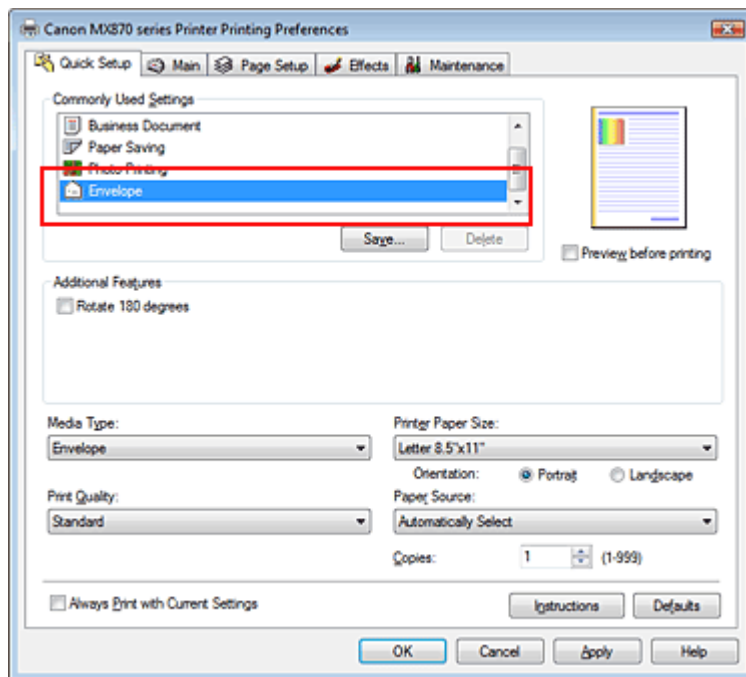 Canon MX870 series Printer Printing Preferences
Quick Setup Main Page Setup Effects Maintenance
Commonly Used Settings
Business Document
Paper Saving
Photo Printing
Envelope
Save... Delete
Preview before printing
Additional Features
Rotate 180 degrees
Media Type: Printer Paper Size:
Envelope Letter 8.5"x11"
Orientation: Portrait Landscape
Print Quality: Paper Source:
Standard Automatically Select
Copies: 1 (1-999)
Always Print with Current Settings Instructions Defaults
OK Cancel Apply Help